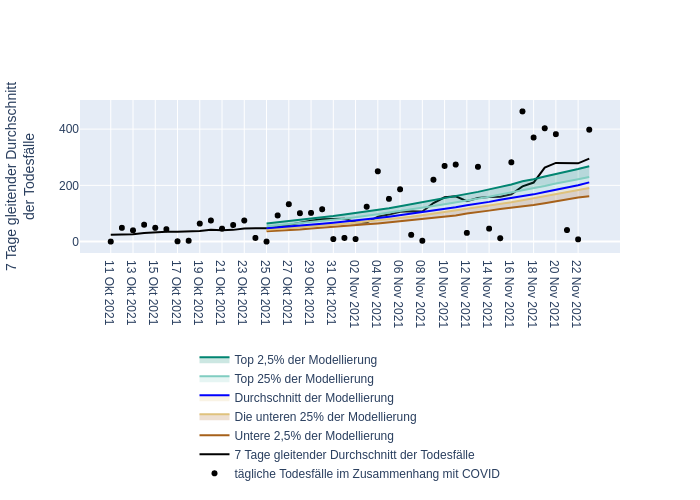 7 Tage gleitender Durchschnitt
der Todesfälle
400
200
0
11 Okt 2021
13 Okt 2021
15 Okt 2021
17 Okt 2021
19 Okt 2021
21 Okt 2021
23 Okt 2021
25 Okt 2021
27 Okt 2021
29 Okt 2021
31 Okt 2021
02 Nov 2021
04 Nov 2021
06 Nov 2021
08 Nov 2021
10 Nov 2021
12 Nov 2021
14 Nov 2021
16 Nov 2021
18 Nov 2021
20 Nov 2021
22 Nov 2021
Top 2,5% der Modellierung
Top 25% der Modellierung
Durchschnitt der Modellierung
Die unteren 25% der Modellierung
Untere 2,5% der Modellierung
7 Tage gleitender Durchschnitt der Todesfälle
tägliche Todesfälle im Zusammenhang mit COVID